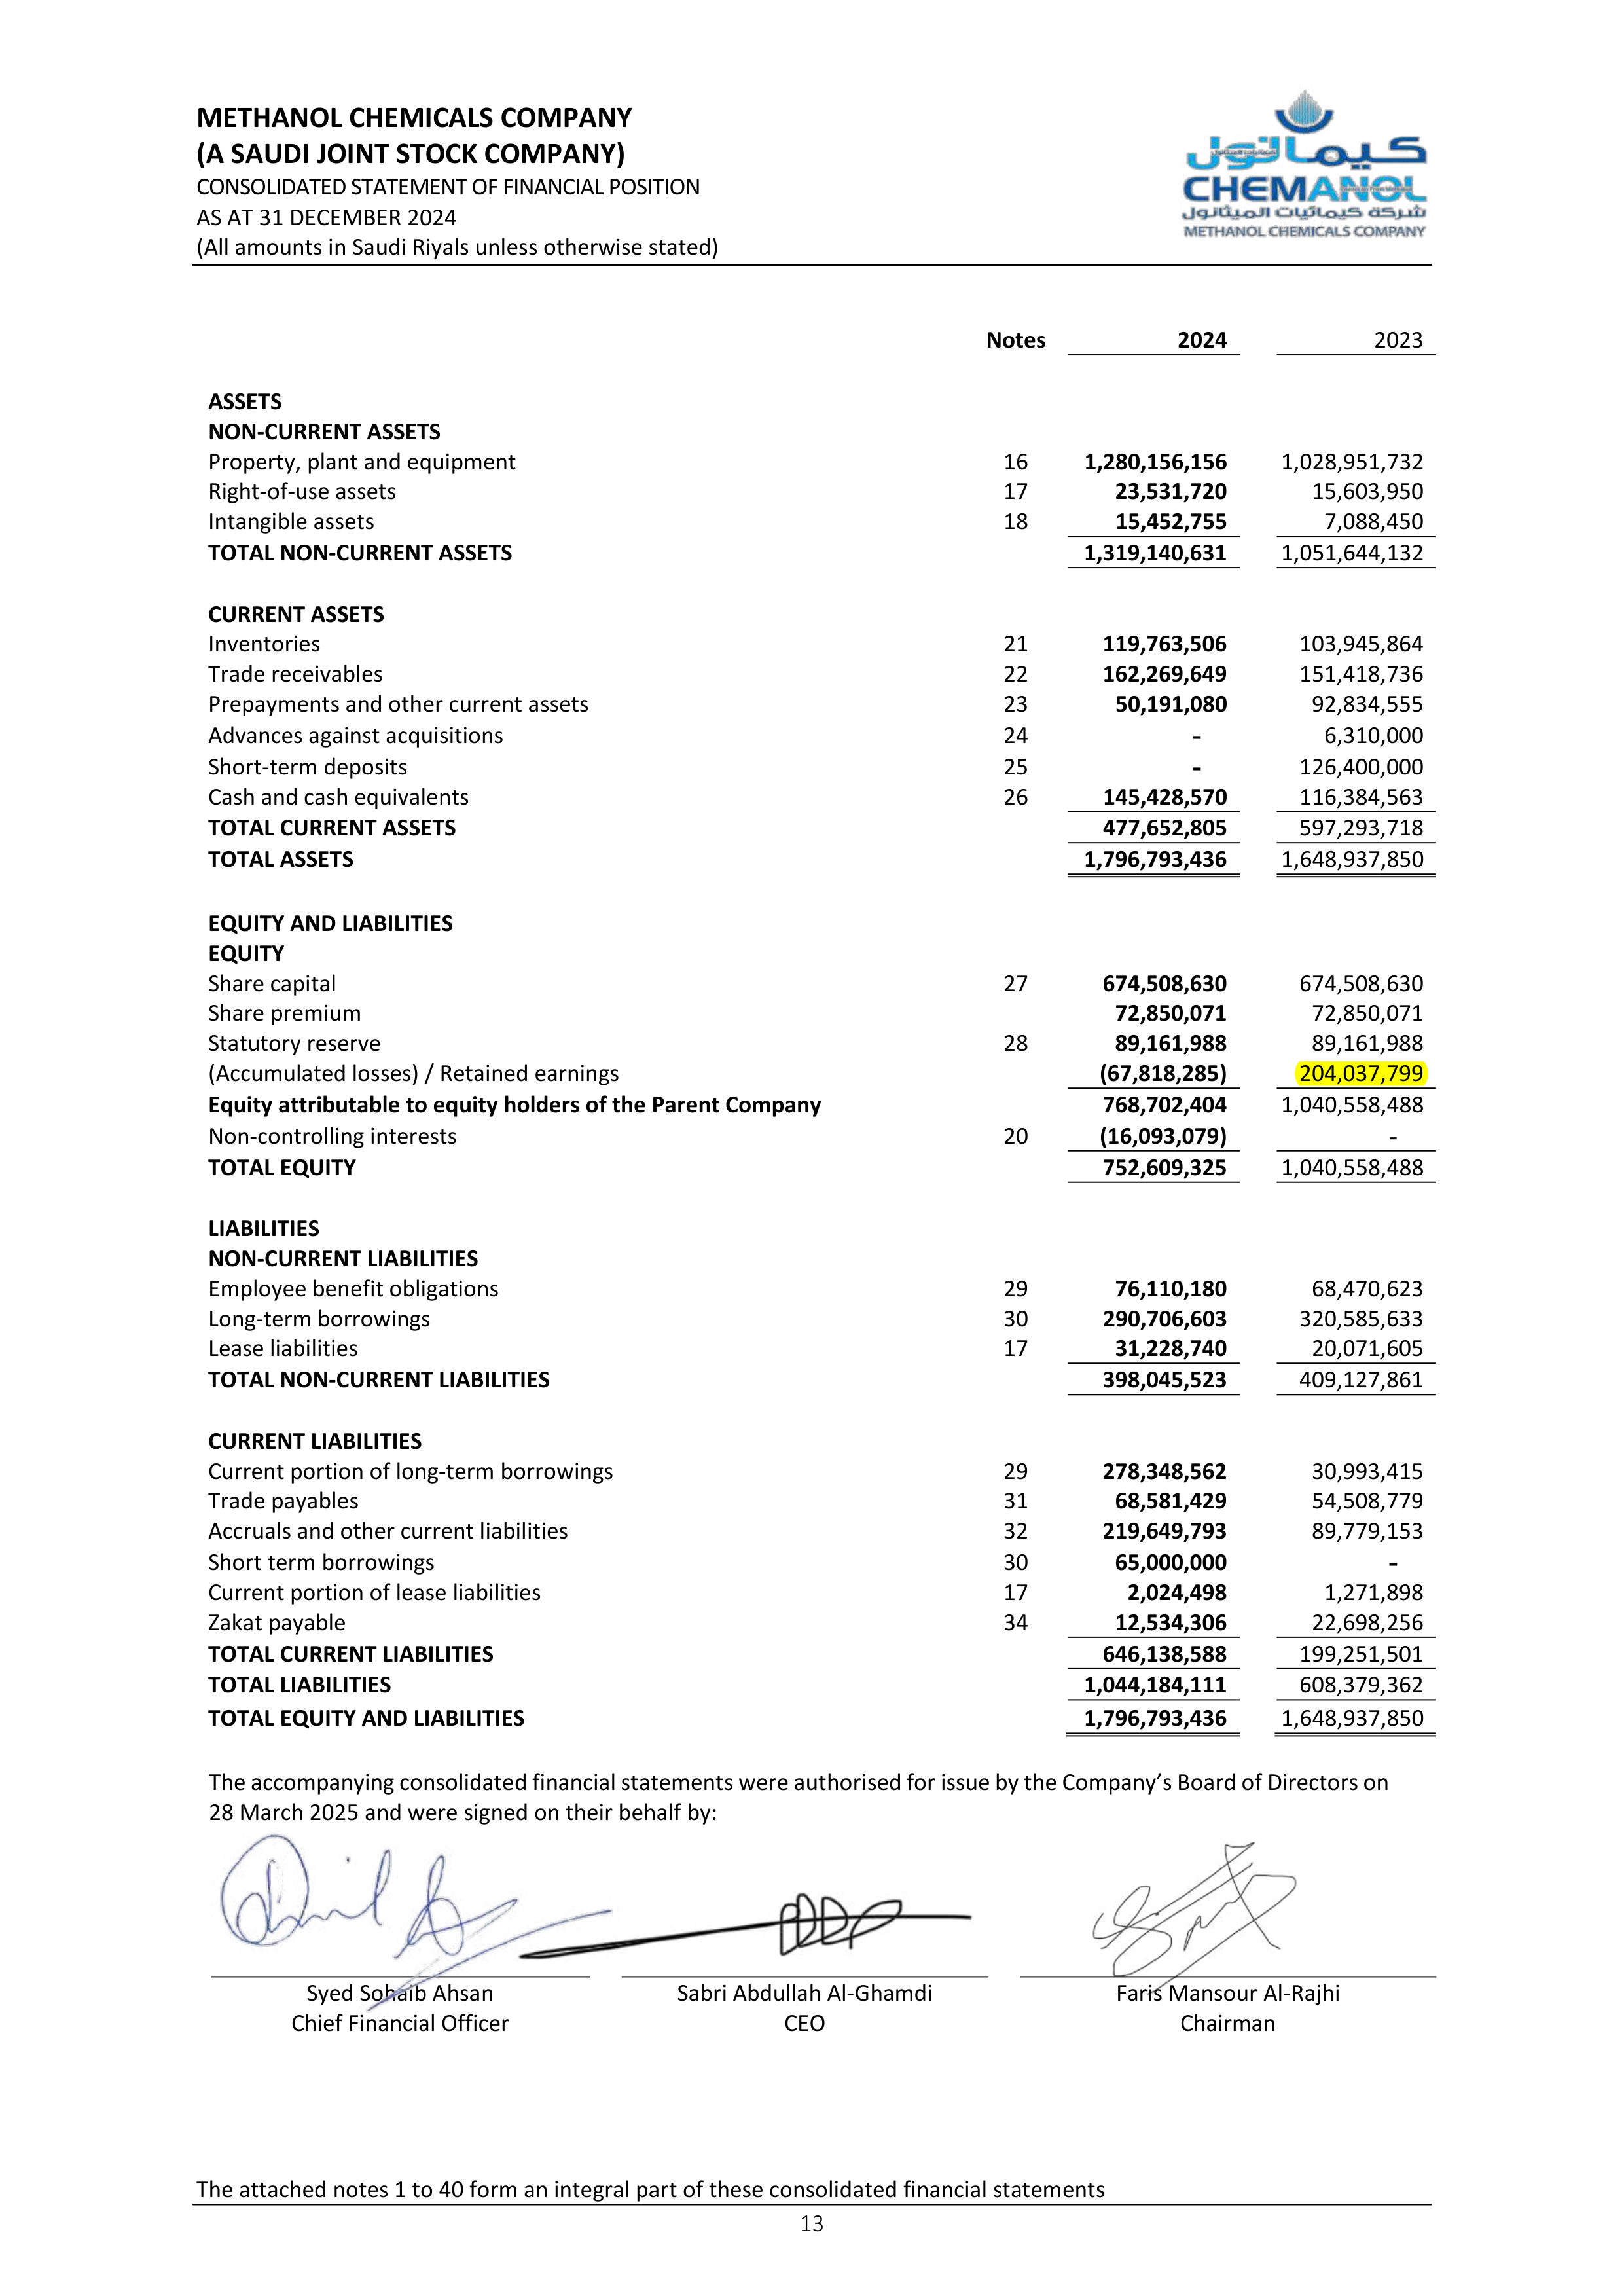 METHANOL CHEMICALS COMPANY
(A SAUDI JOINT STOCK COMPANY)
CONSOLIDATED STATEMENT OF FINANCIAL POSITION
AS AT 31 DECEMBER 2024
(All amounts in Saudi Riyals unless otherwise stated)
كيمانول
CHEMANOL
شركة كيمائيات الميثانول
METHANOL CHEMICALS COMPANY
Notes 2024 2023
ASSETS
NON-CURRENT ASSETS
Property, plant and equipment 16 1,280,156,156 1,028,951,732
Right-of-use assets 17 23,531,720 15,603,950
Intangible assets 18 15,452,755 7,088,450
TOTAL NON-CURRENT ASSETS 1,319,140,631 1,051,644,132
CURRENT ASSETS
Inventories 21 119,763,506 103,945,864
Trade receivables 22 162,269,649 151,418,736
Prepayments and other current assets 23 50,191,080 92,834,555
Advances against acquisitions 24 - 6,310,000
Short-term deposits 25 - 126,400,000
Cash and cash equivalents 26 145,428,570 116,384,563
TOTAL CURRENT ASSETS 477,652,805 597,293,718
TOTAL ASSETS 1,796,793,436 1,648,937,850
EQUITY AND LIABILITIES
EQUITY
Share capital 27 674,508,630 674,508,630
Share premium 72,850,071 72,850,071
Statutory reserve 28 89,161,988 89,161,988
(Accumulated losses) / Retained earnings (67,818,285) 204,037,799
Equity attributable to equity holders of the Parent Company 768,702,404 1,040,558,488
Non-controlling interests 20 (16,093,079) -
TOTAL EQUITY 752,609,325 1,040,558,488
LIABILITIES
NON-CURRENT LIABILITIES
Employee benefit obligations 29 76,110,180 68,470,623
Long-term borrowings 30 290,706,603 320,585,633
Lease liabilities 17 31,228,740 20,071,605
TOTAL NON-CURRENT LIABILITIES 398,045,523 409,127,861
CURRENT LIABILITIES
Current portion of long-term borrowings 29 278,348,562 30,993,415
Trade payables 31 68,581,429 54,508,779
Accruals and other current liabilities 32 219,649,793 89,779,153
Short term borrowings 30 65,000,000 -
Current portion of lease liabilities 17 2,024,498 1,271,898
Zakat payable 34 12,534,306 22,698,256
TOTAL CURRENT LIABILITIES 646,138,588 199,251,501
TOTAL LIABILITIES 1,044,184,111 608,379,362
TOTAL EQUITY AND LIABILITIES 1,796,793,436 1,648,937,850
The accompanying consolidated financial statements were authorised for issue by the Company's Board of Directors on
28 March 2025 and were signed on their behalf by:
Syed Sohaib Ahsan Sabri Abdullah Al-Ghamdi Faris Mansour Al-Rajhi
Chief Financial Officer CEO Chairman
The attached notes 1 to 40 form an integral part of these consolidated financial statements
13